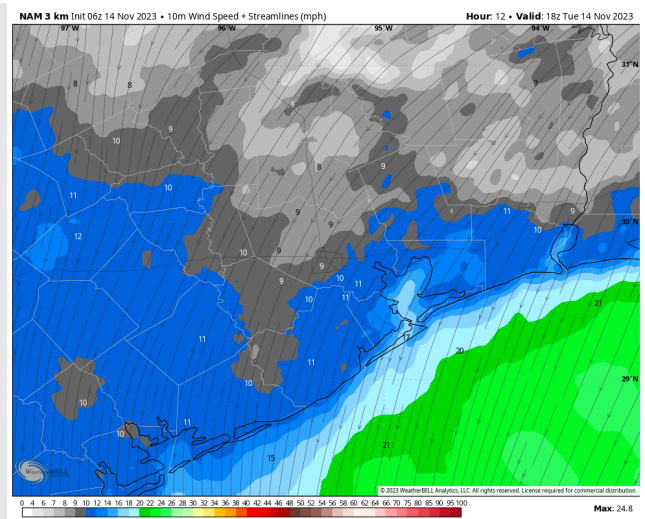 NAM 3 km Init 06z 14 Nov 2023 • 10m Wind Speed + Streamlines (mph) Hour: 12 • Valid: 18z Tue 14 Nov 2023
97°W 96°W 95°W 94°W
31°N
8 8 9 9
10 9
8 9
10
11 11 9
9 9 10 30°N
12
10 9
9 9
10
11
10 11
21
17
11
20
11
29°N
10
10
11
10
21
15
WeatherBELL
© 2023 WeatherBELL Analytics, LLC. All rights reserved. License required for commercial distribution.
0 4 6 7 8 9 10 12 14 16 18 20 22 24 26 28 30 32 34 36 38 40 42 44 46 48 50 52 54 56 58 60 62 64 66 70 75 80 85 90 95 100
Max: 24.8